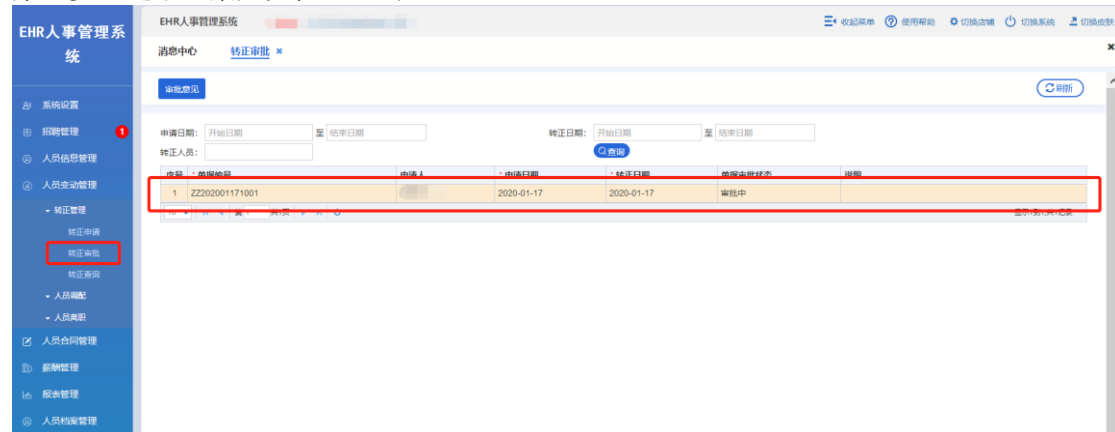 EHR人事管理系统
EHR人事管理系统
收起菜单 使用帮助 切换店铺 切换系统 切换皮肤
消息中心 转正审批 ×
审批意见
刷新
系统设置
招聘管理 1
人员信息管理
人员变动管理
转正管理
转正申请
转正审批
转正查询
人员调配
人员离职
人员合同管理
薪酬管理
报表管理
人员档案管理
申请日期: 开始日期 至 结束日期 转正日期: 开始日期 至 结束日期
转正人员: 查询
序号 单据编号 申请人 申请日期 转正日期 单据审批状态 说明
1 ZZ202001171001 2020-01-17 2020-01-17 审批中